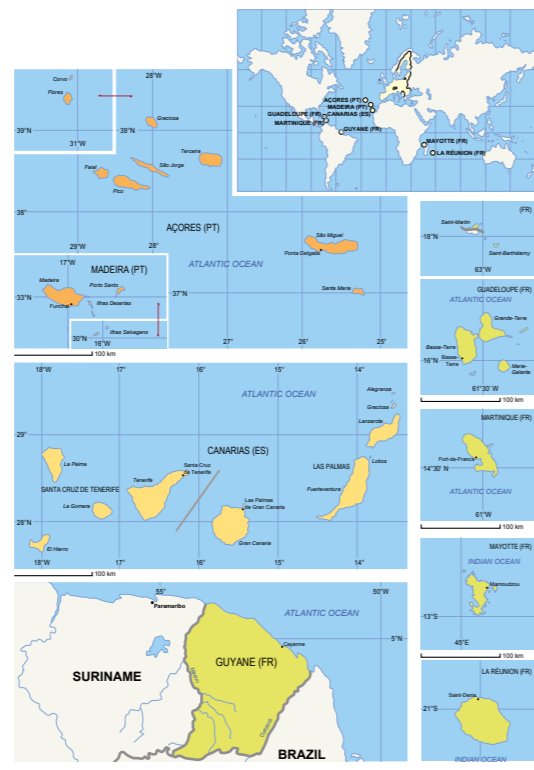 AÇORES (PT)
MADEIRA (PT)
CANARIAS (ES)
GUADELOUPE (FR)
MARTINIQUE (FR)
GUYANE (FR)
MAYOTTE (FR)
LA RÉUNION (FR)
Corvo
Flores
28°W
39°N
31°W
39°N
Graciosa
Terceira
São Jorge
Faial
Pico
38°
29°W
28°
AÇORES (PT)
São Miguel
Ponta Delgada
ATLANTIC OCEAN
Santa Maria
37°N
27°
26°
25°
17°W
MADEIRA (PT)
Madeira
Porto Santo
33°N
Funchal
Ilhas Desertas
Ilhas Selvagens
30°N
16°W
100 km
(FR)
Saint-Martin
18°N
Saint-Barthélemy
63°W
GUADELOUPE (FR)
ATLANTIC OCEAN
Grande-Terre
Basse-Terre
16°N
Basse-
Terre
Marie-
Galante
61°30' W
100 km
18°W
17°
16°
15°
14°
ATLANTIC OCEAN
Alegranza
Graciosa
29°
Lanzarote
CANARIAS (ES)
La Palma
Santa Cruz
de Tenerife
Lobos
Tenerife
LAS PALMAS
SANTA CRUZ DE TENERIFE
Fuerteventura
La Gomera
Las Palmas
de Gran Canaria
28°N
El Hierro
Gran Canaria
18°W
17°
16°
15°
14°
100 km
MARTINIQUE (FR)
Fort-de-France
14°30' N
ATLANTIC OCEAN
61°W
100 km
MAYOTTE (FR)
INDIAN OCEAN
Mamoudzou
13°S
45°E
100 km
55°
50°W
Paramaribo
ATLANTIC OCEAN
5°N
Cayenne
GUYANE (FR)
SURINAME
Maroni
Oyapock
BRAZIL
LA RÉUNION (FR)
Saint-Denis
21°S
INDIAN OCEAN